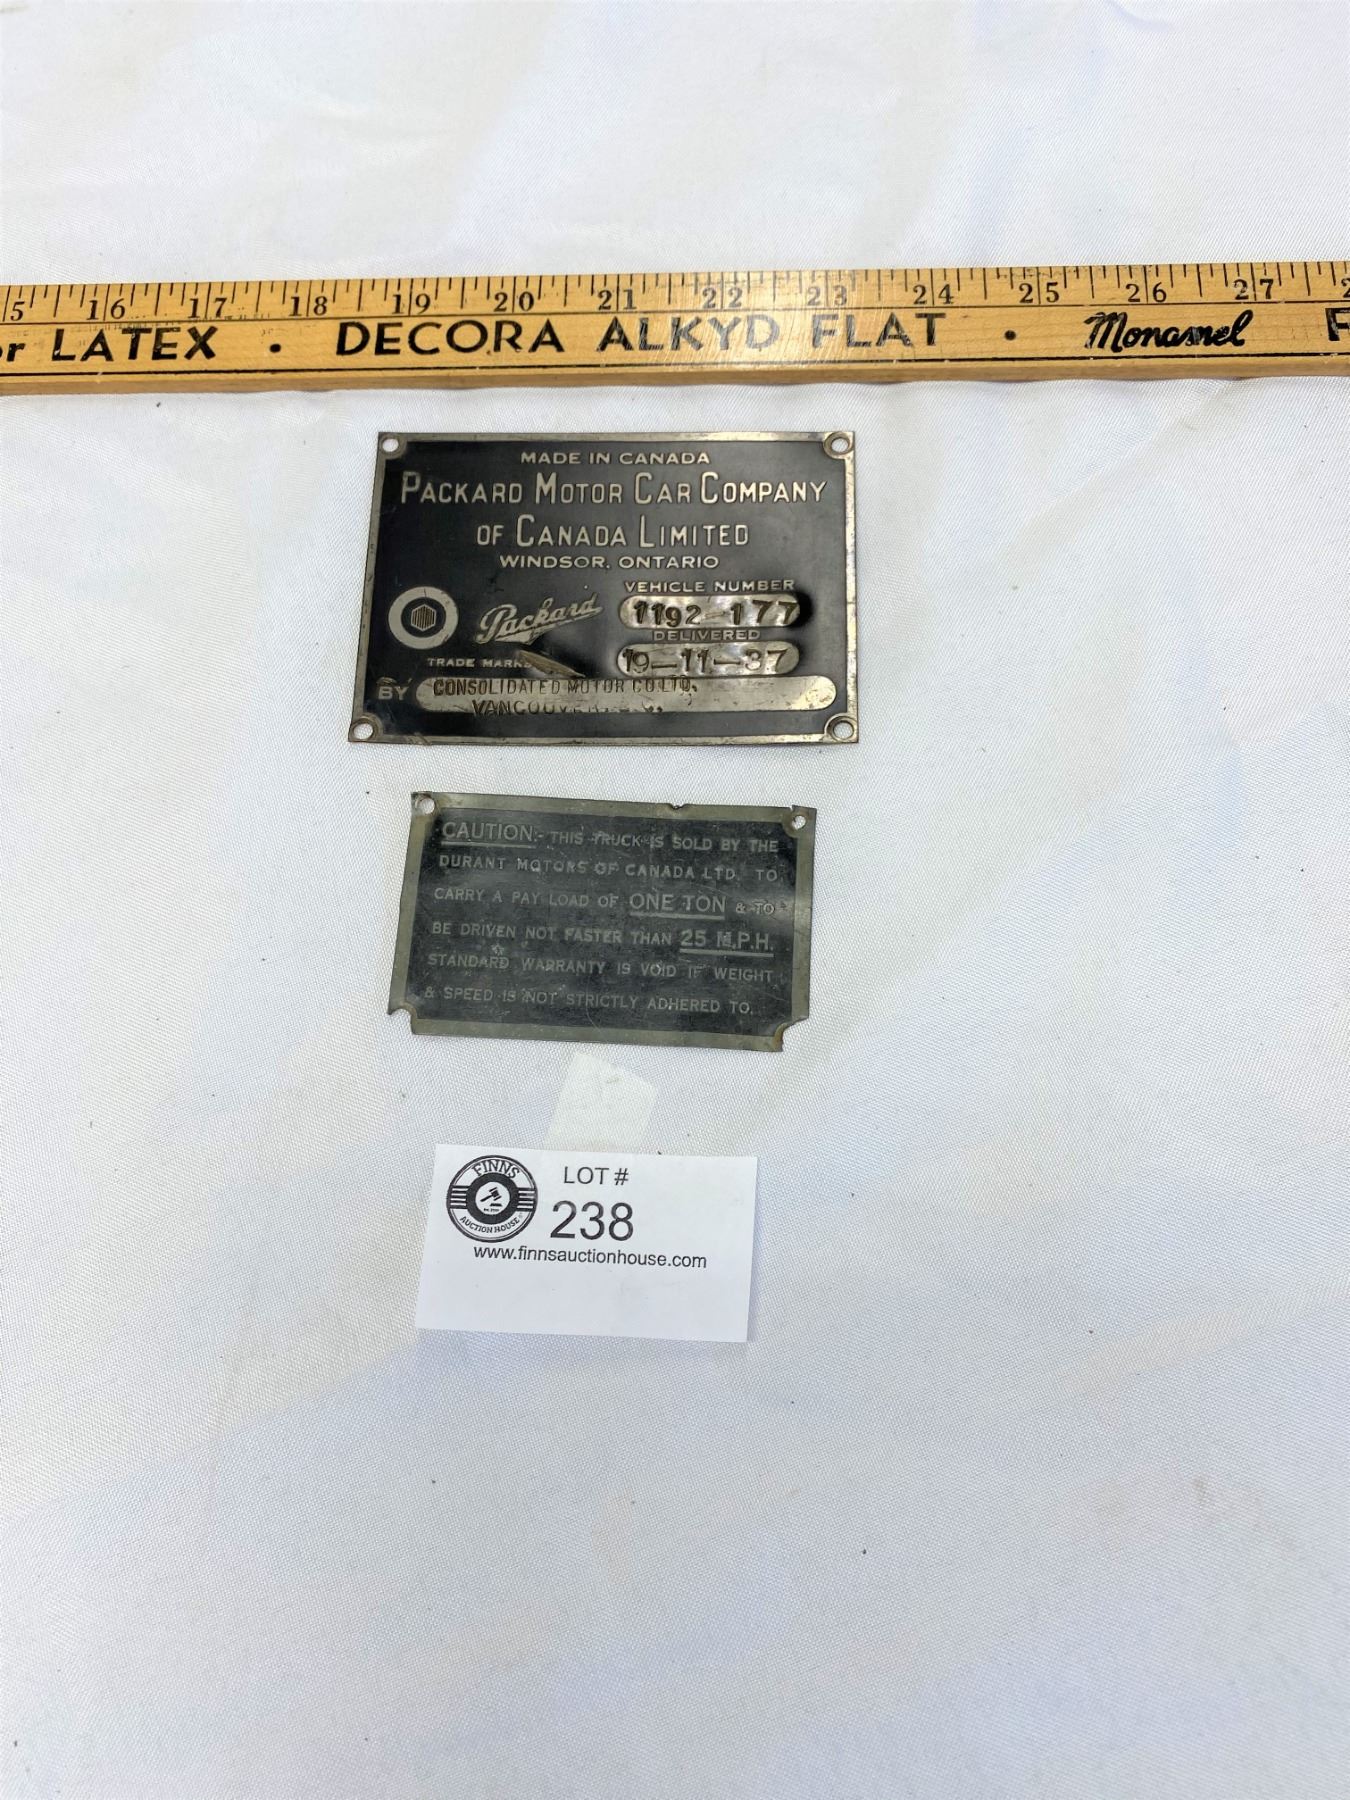 15 16 17 18 19 20 21 22 23 24 25 26 27
or LATEX • DECORA ALKYD FLAT • Monamel F
MADE IN CANADA
PACKARD MOTOR CAR COMPANY
OF CANADA LIMITED
WINDSOR, ONTARIO
VEHICLE NUMBER
1192-177
Packard
DELIVERED
19-11-37
TRADE MARKS
BY CONSOLIDATED MOTOR CO LTD.
VANCOUVER, B.C.
CAUTION:- THIS TRUCK IS SOLD BY THE
DURANT MOTORS OF CANADA LTD. TO
CARRY A PAY LOAD OF ONE TON & TO
BE DRIVEN NOT FASTER THAN 25 M.P.H.
STANDARD WARRANTY IS VOID IF WEIGHT
& SPEED IS NOT STRICTLY ADHERED TO.
FINNS
AUCTION HOUSE
LOT #
238
www.finnsauctionhouse.com